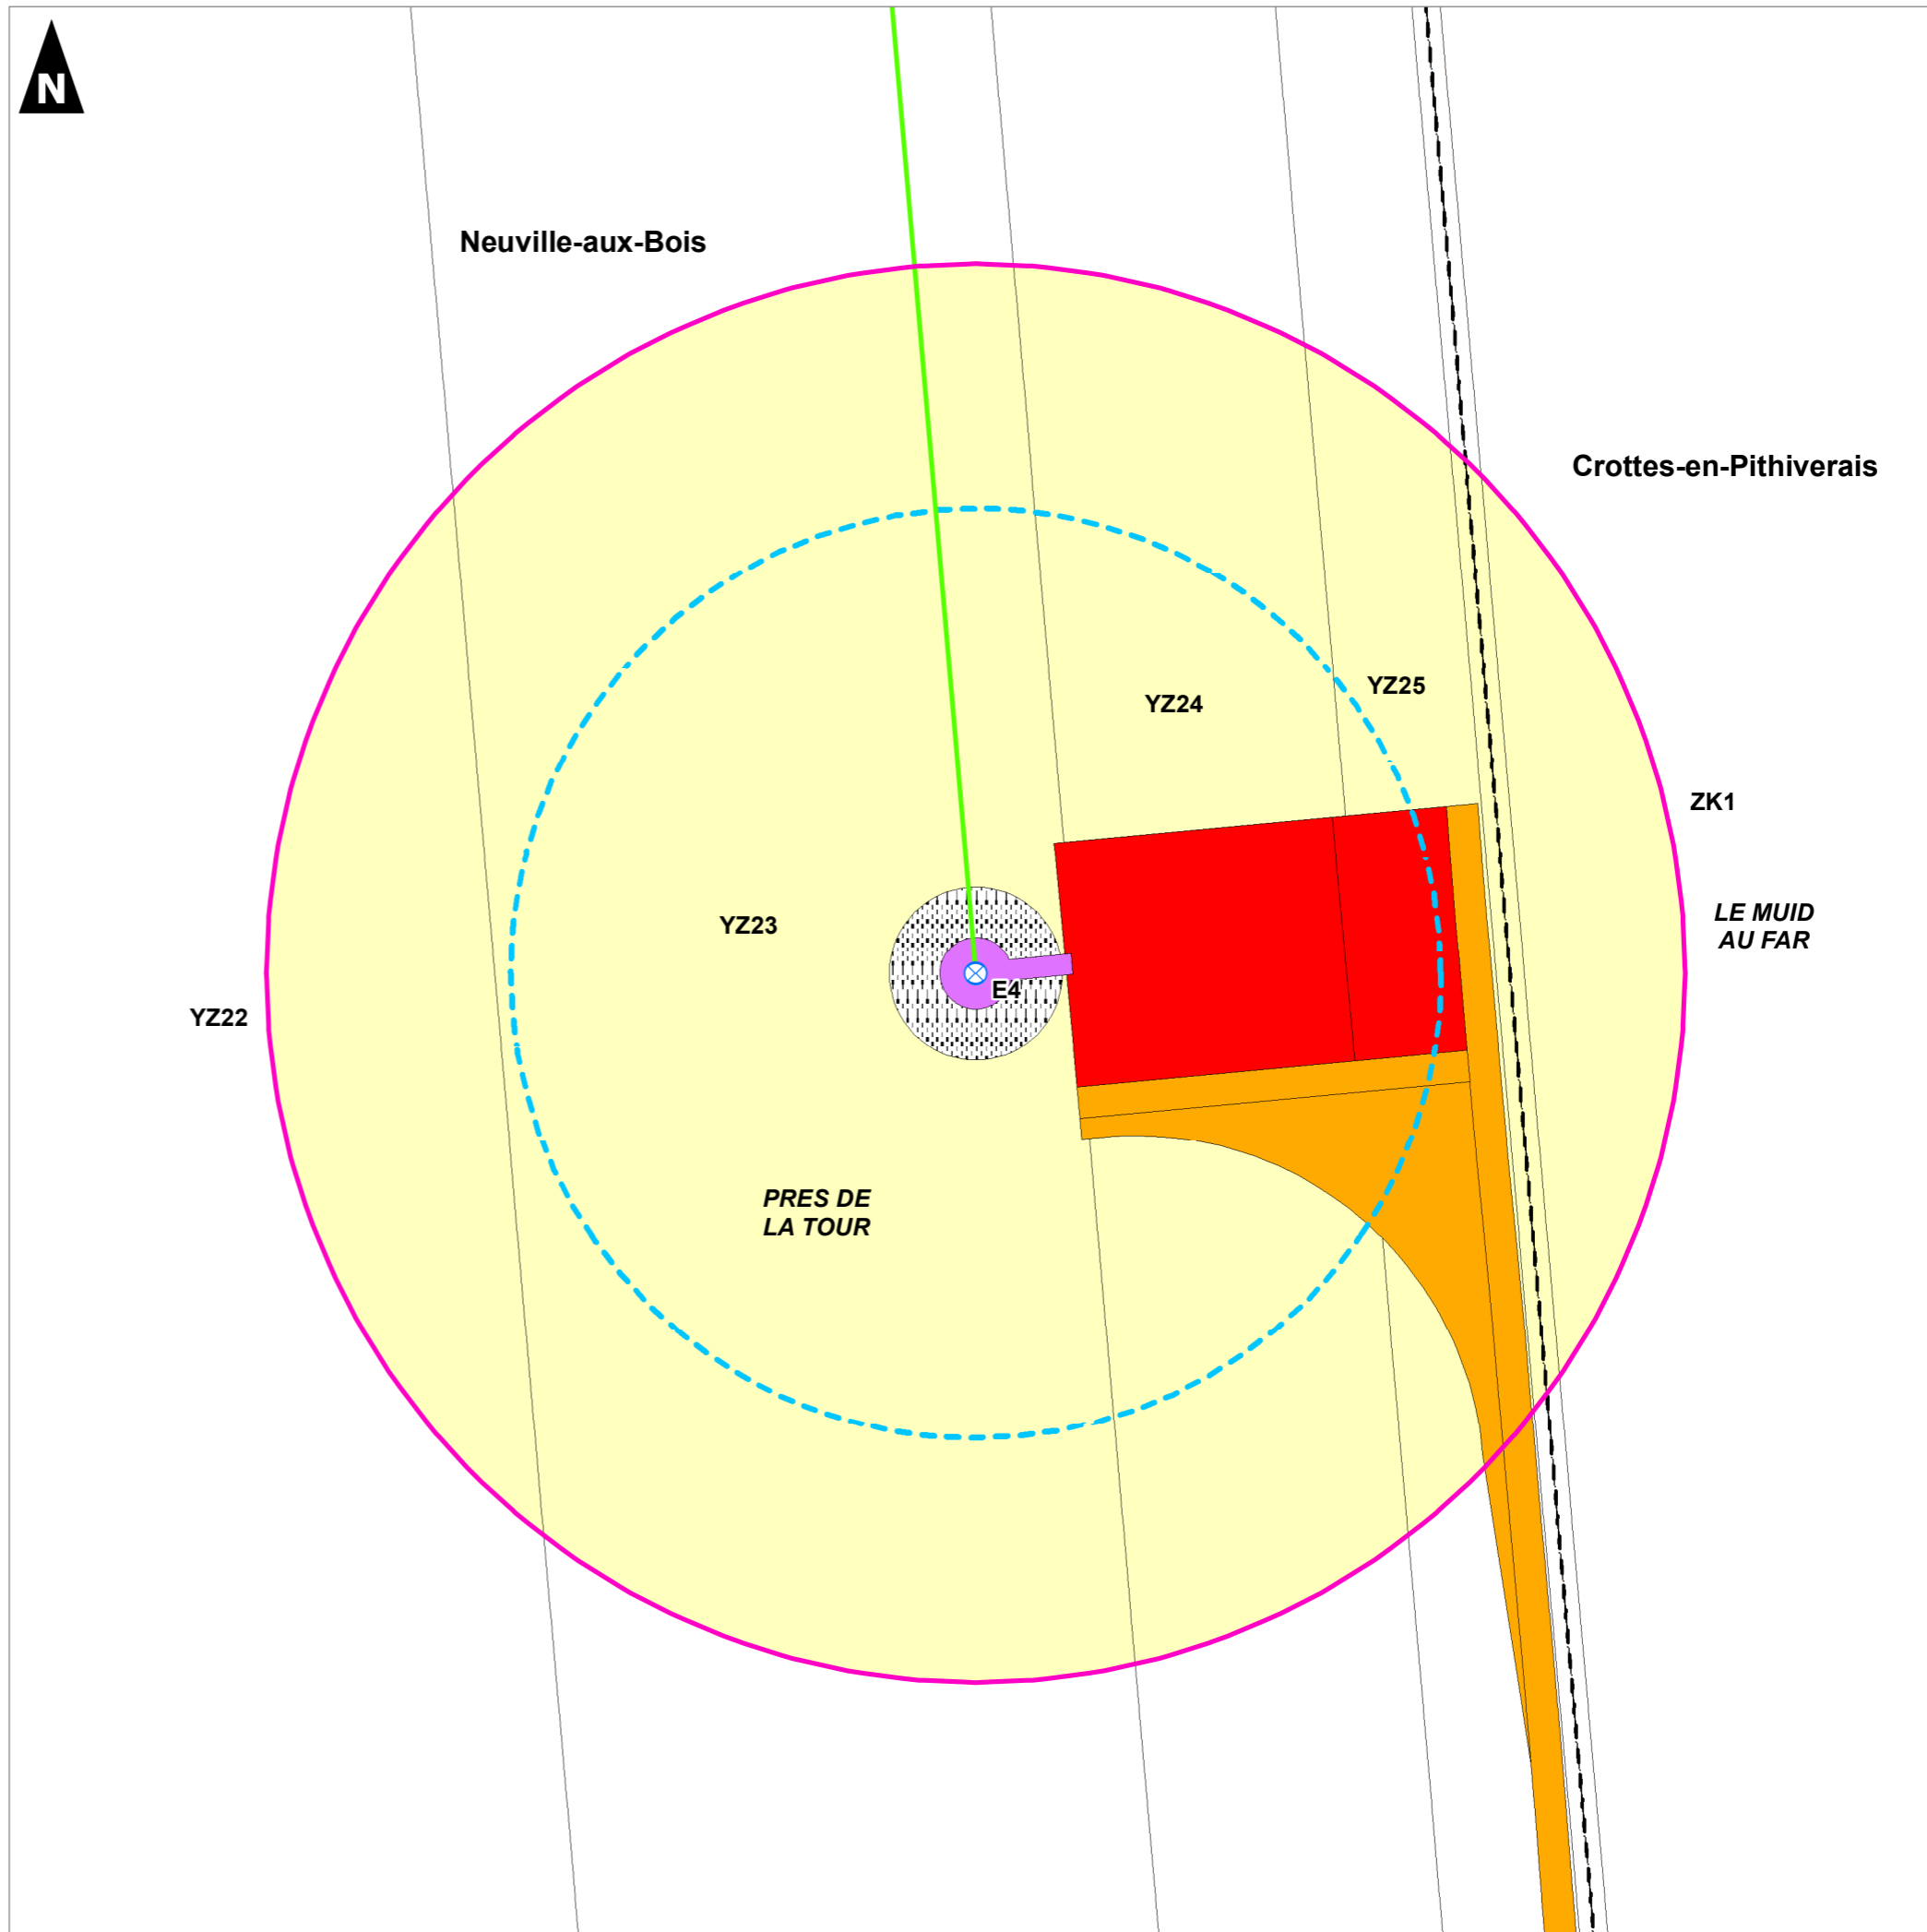 N
Neuville-aux-Bois
Crottes-en-Pithiverais
YZ25
YZ24
ZK1
LE MUID
AU FAR
YZ23
E4
YZ22
PRES DE
LA TOUR